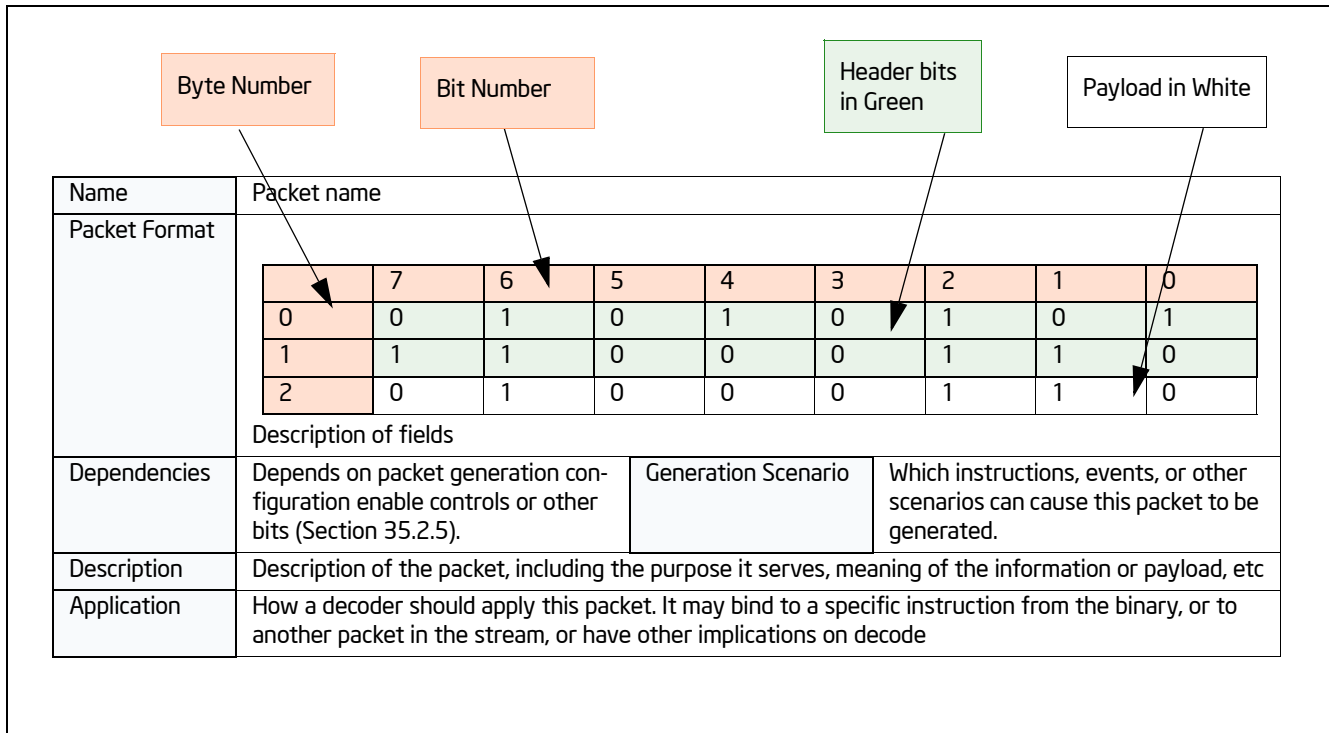 Byte Number
Bit Number
Header bits
in Green
Payload in White
Name Packet name
Packet Format
7 6 5 4 3 2 1 0
0 0 1 0 1 0 1 0 1
1 1 1 0 0 0 1 1 0
2 0 1 0 0 0 1 1 0
Description of fields
Dependencies
Depends on packet generation con-
figuration enable controls or other
bits (Section 35.2.5).
Generation Scenario
Which instructions, events, or other
scenarios can cause this packet to be
generated.
Description Description of the packet, including the purpose it serves, meaning of the information or payload, etc
Application How a decoder should apply this packet. It may bind to a specific instruction from the binary, or to
another packet in the stream, or have other implications on decode